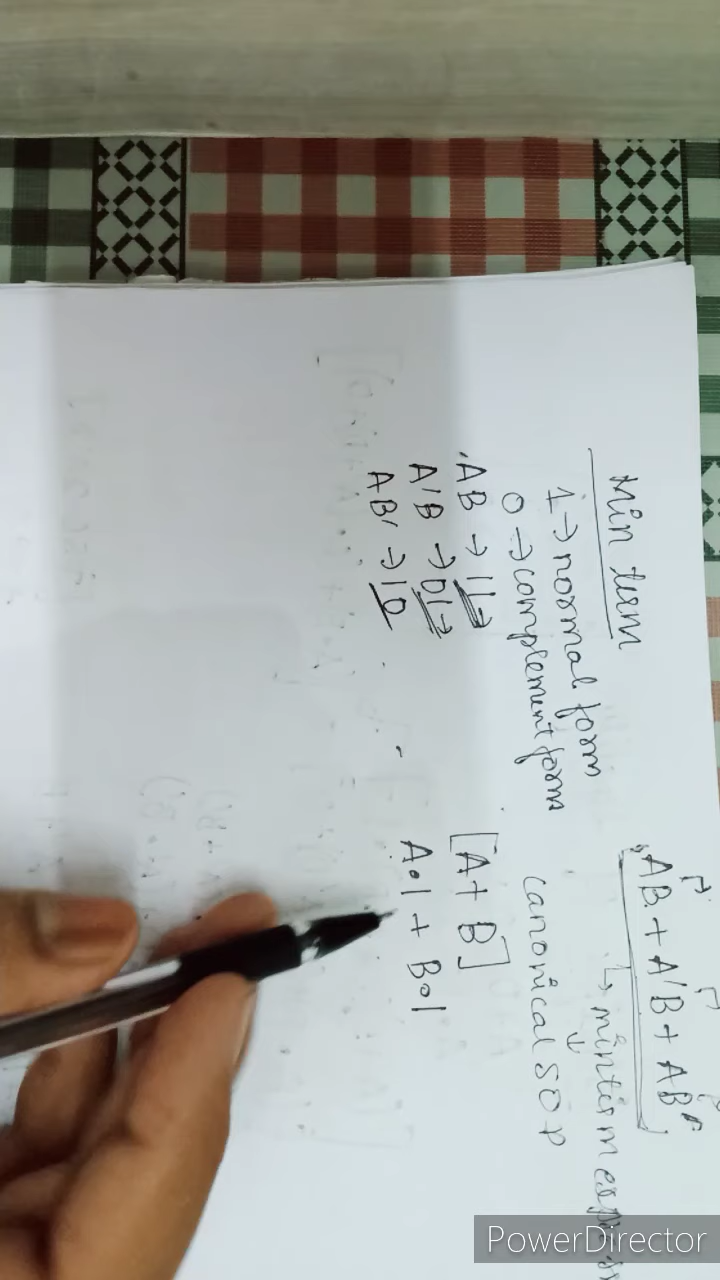 Min term
1 → normal form
0 → complement form
AB → 11 →
A'B → 01 →
AB' → 10
AB + A'B + AB'
↳ minterm
↓
canonical SOP
[A + B]
A.1 + B.1
PowerDirector